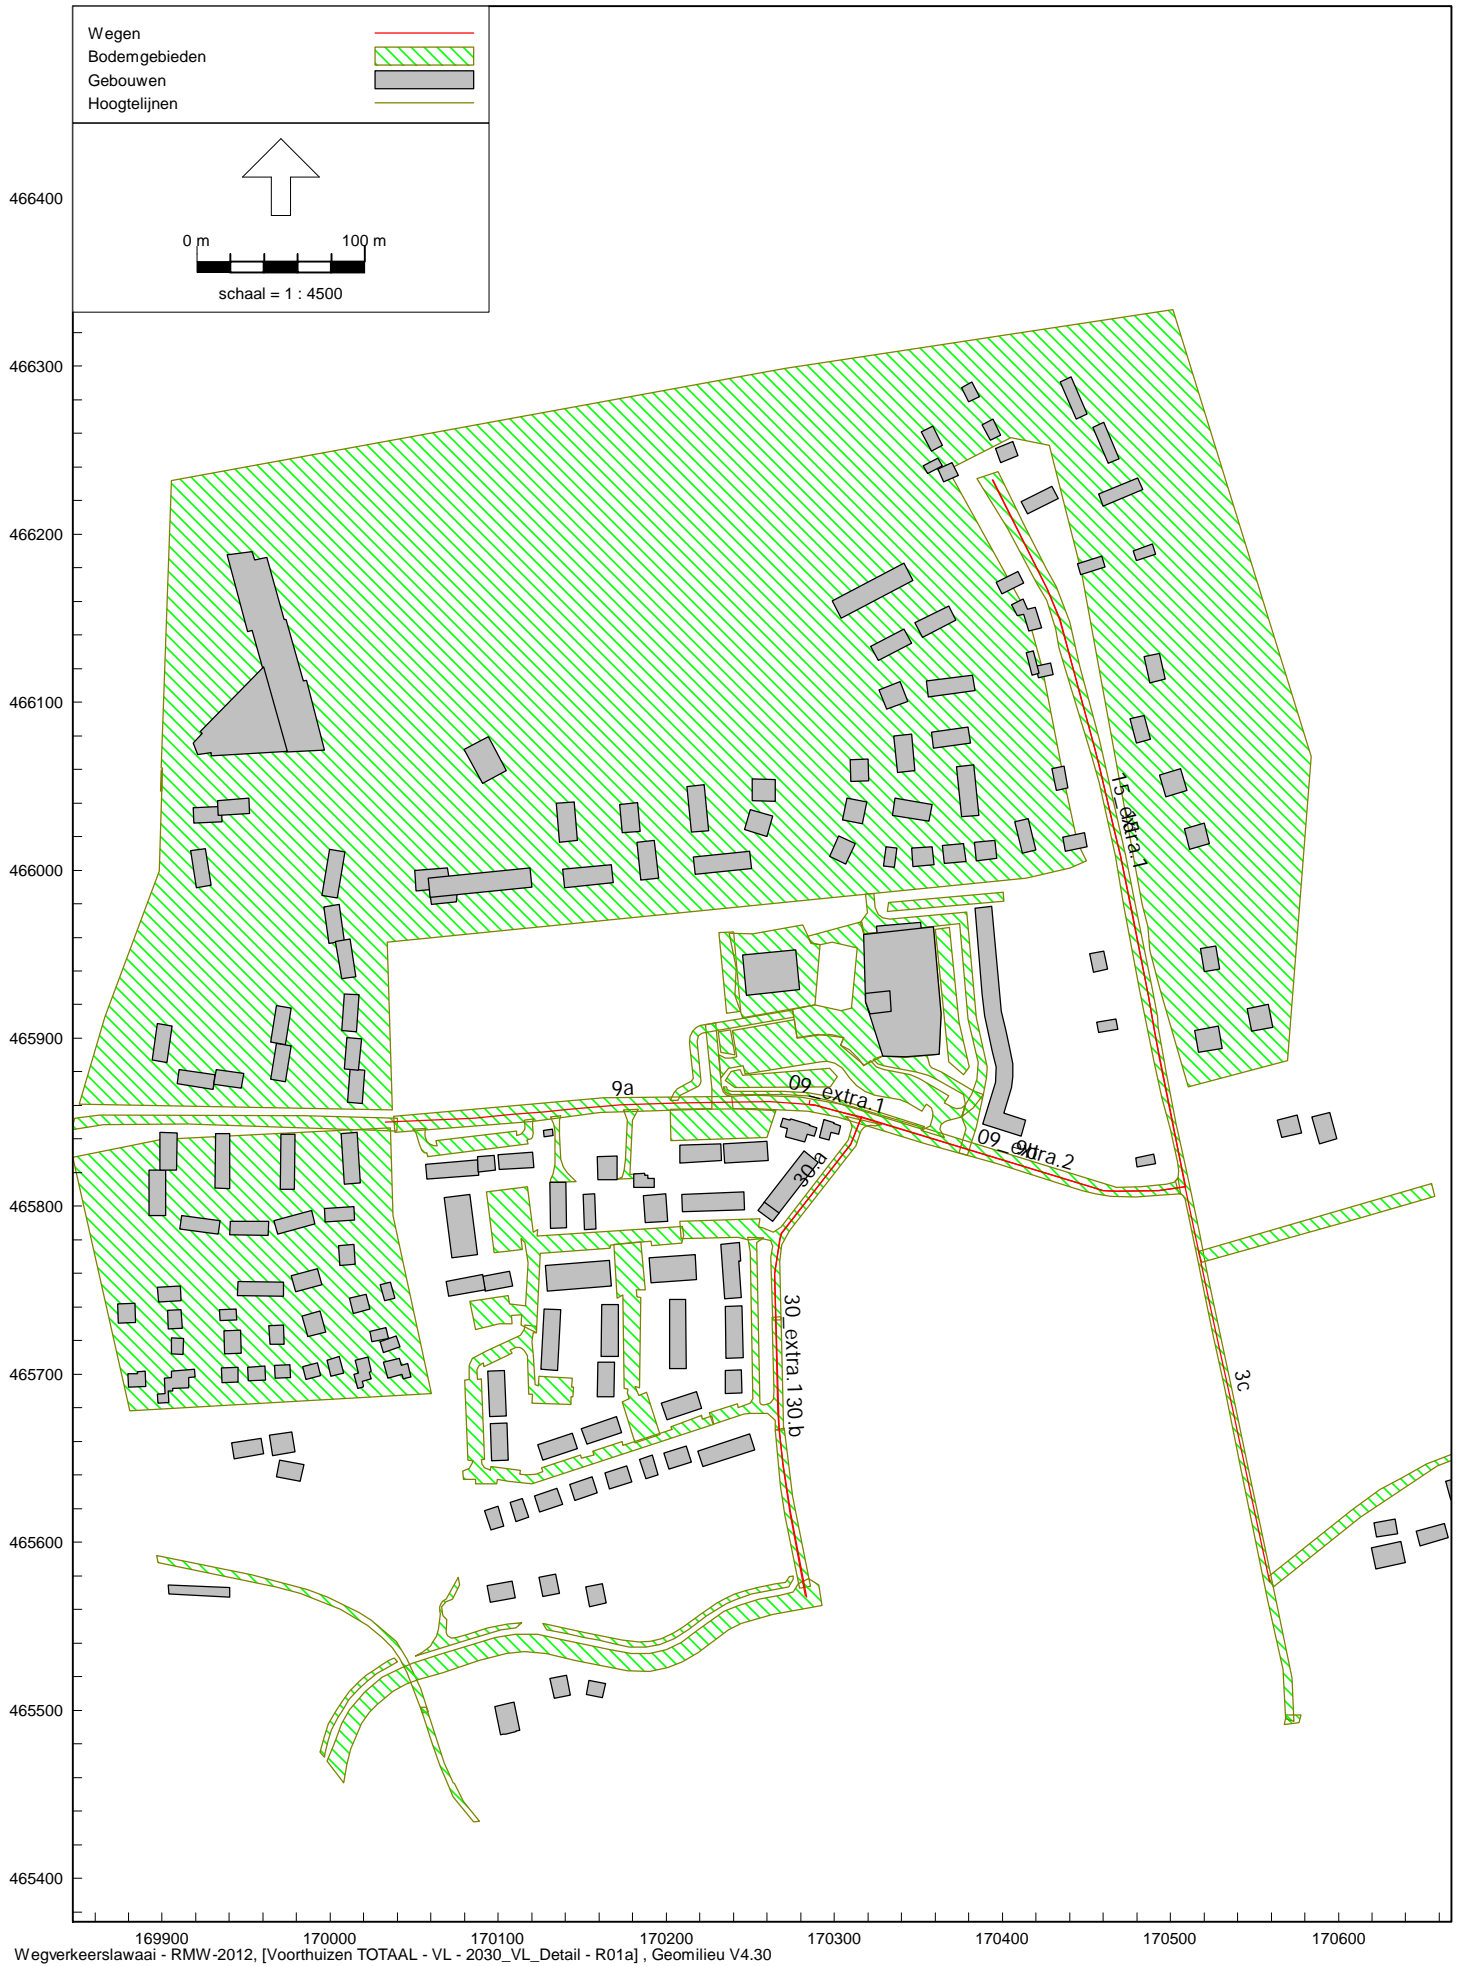 Wegen
Bodemgebieden
Gebouwen
Hoogtelijnen
0 m
100 m
schaal = 1 : 4500
466400
466300
466200
466100
466000
465900
465800
465700
465600
465500
465400
15_extra.1
9a
09_extra.1
09_extra.2
30.a
30_extra.1
30.b
3c
169900
170000
170100
170200
170300
170400
170500
170600
Wegverkeerslawaai - RMW-2012, [Voorthuizen TOTAAL - VL - 2030_VL_Detail - R01a] , Geomilieu V4.30